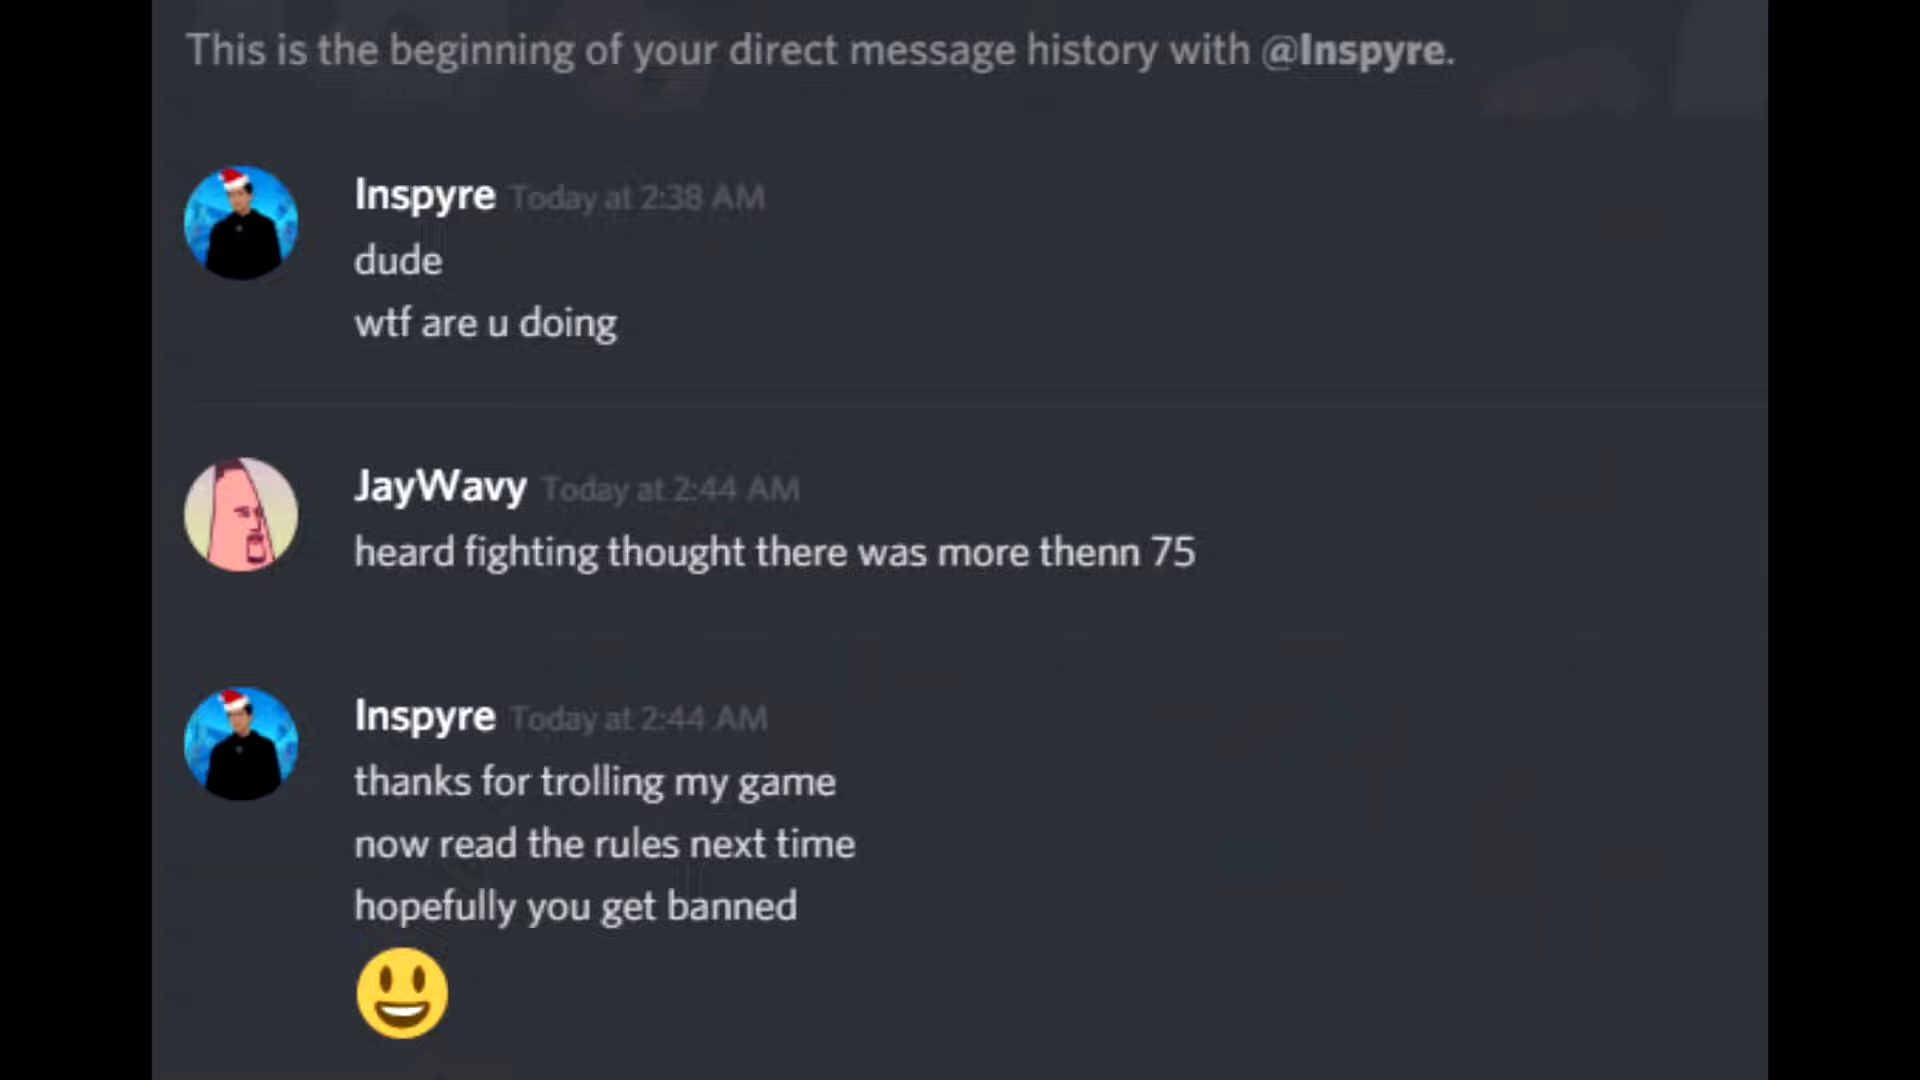 This is the beginning of your direct message history with @Inspyre.
Inspyre Today at 2:38 AM
dude
wtf are u doing
JayWavy Today at 2:44 AM
heard fighting thought there was more thenn 75
Inspyre Today at 2:44 AM
thanks for trolling my game
now read the rules next time
hopefully you get banned